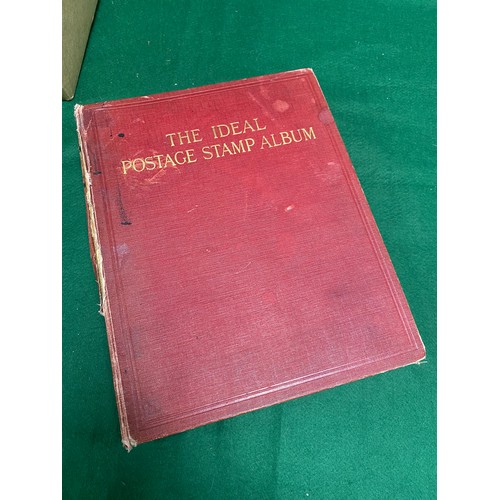 THE IDEAL
POSTAGE STAMP ALBUM